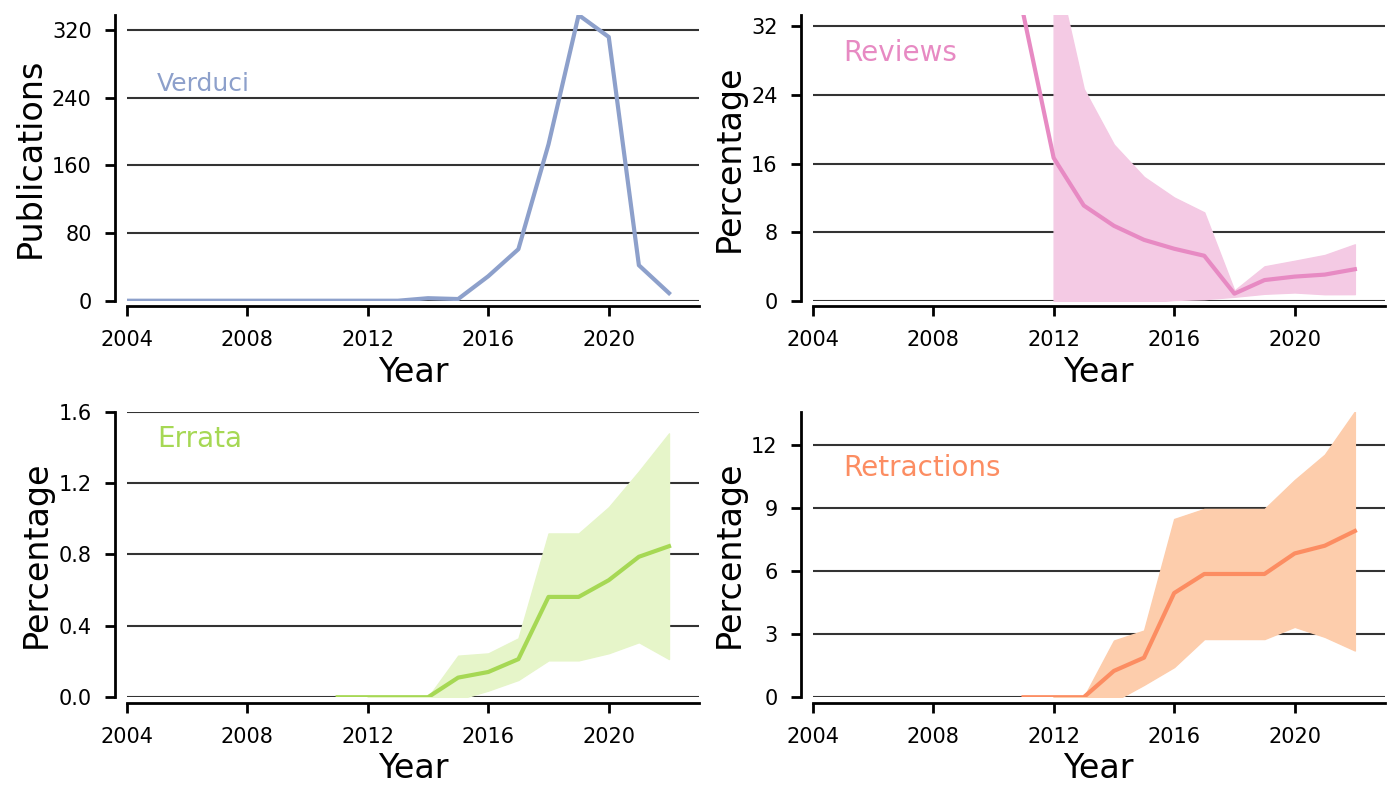 Publications
320
240
160
80
0
Verduci
2004 2008 2012 2016 2020
Year
Percentage
32
24
16
8
0
Reviews
2004 2008 2012 2016 2020
Year
Percentage
1.6
1.2
0.8
0.4
0.0
Errata
2004 2008 2012 2016 2020
Year
Percentage
12
9
6
3
0
Retractions
2004 2008 2012 2016 2020
Year